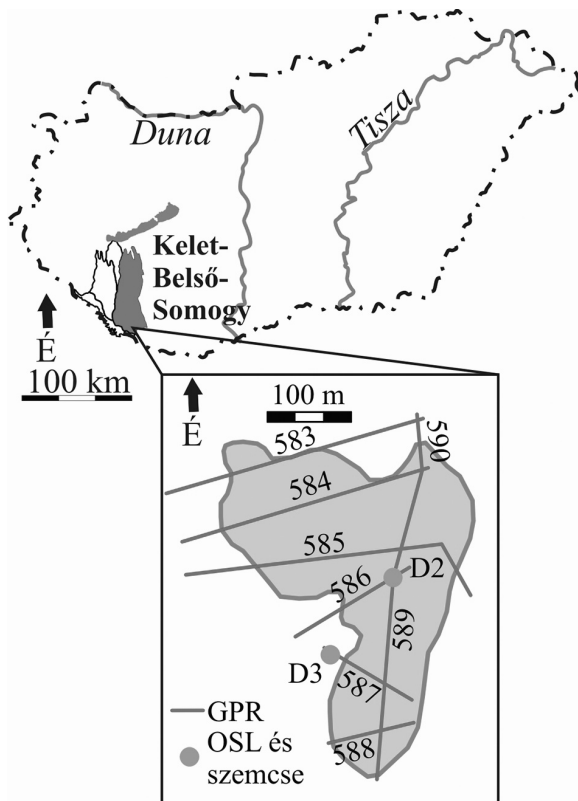 Duna
Tisza
Kelet-
Belső-
Somogy
É
100 km
É
100 m
583
590
584
585
586
D2
589
D3
587
588
GPR
OSL és
szemcse